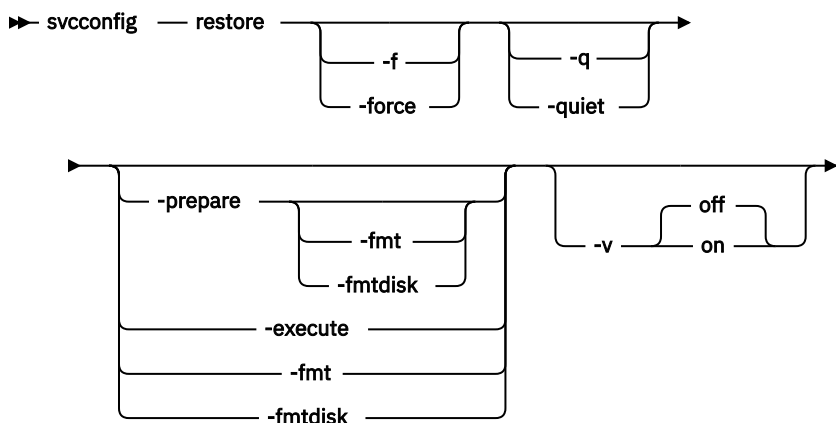 svcconfig restore
-f
-q
-force
-quiet
-prepare
off
-fmt
-v on
-fmtdisk
-execute
-fmt
-fmtdisk